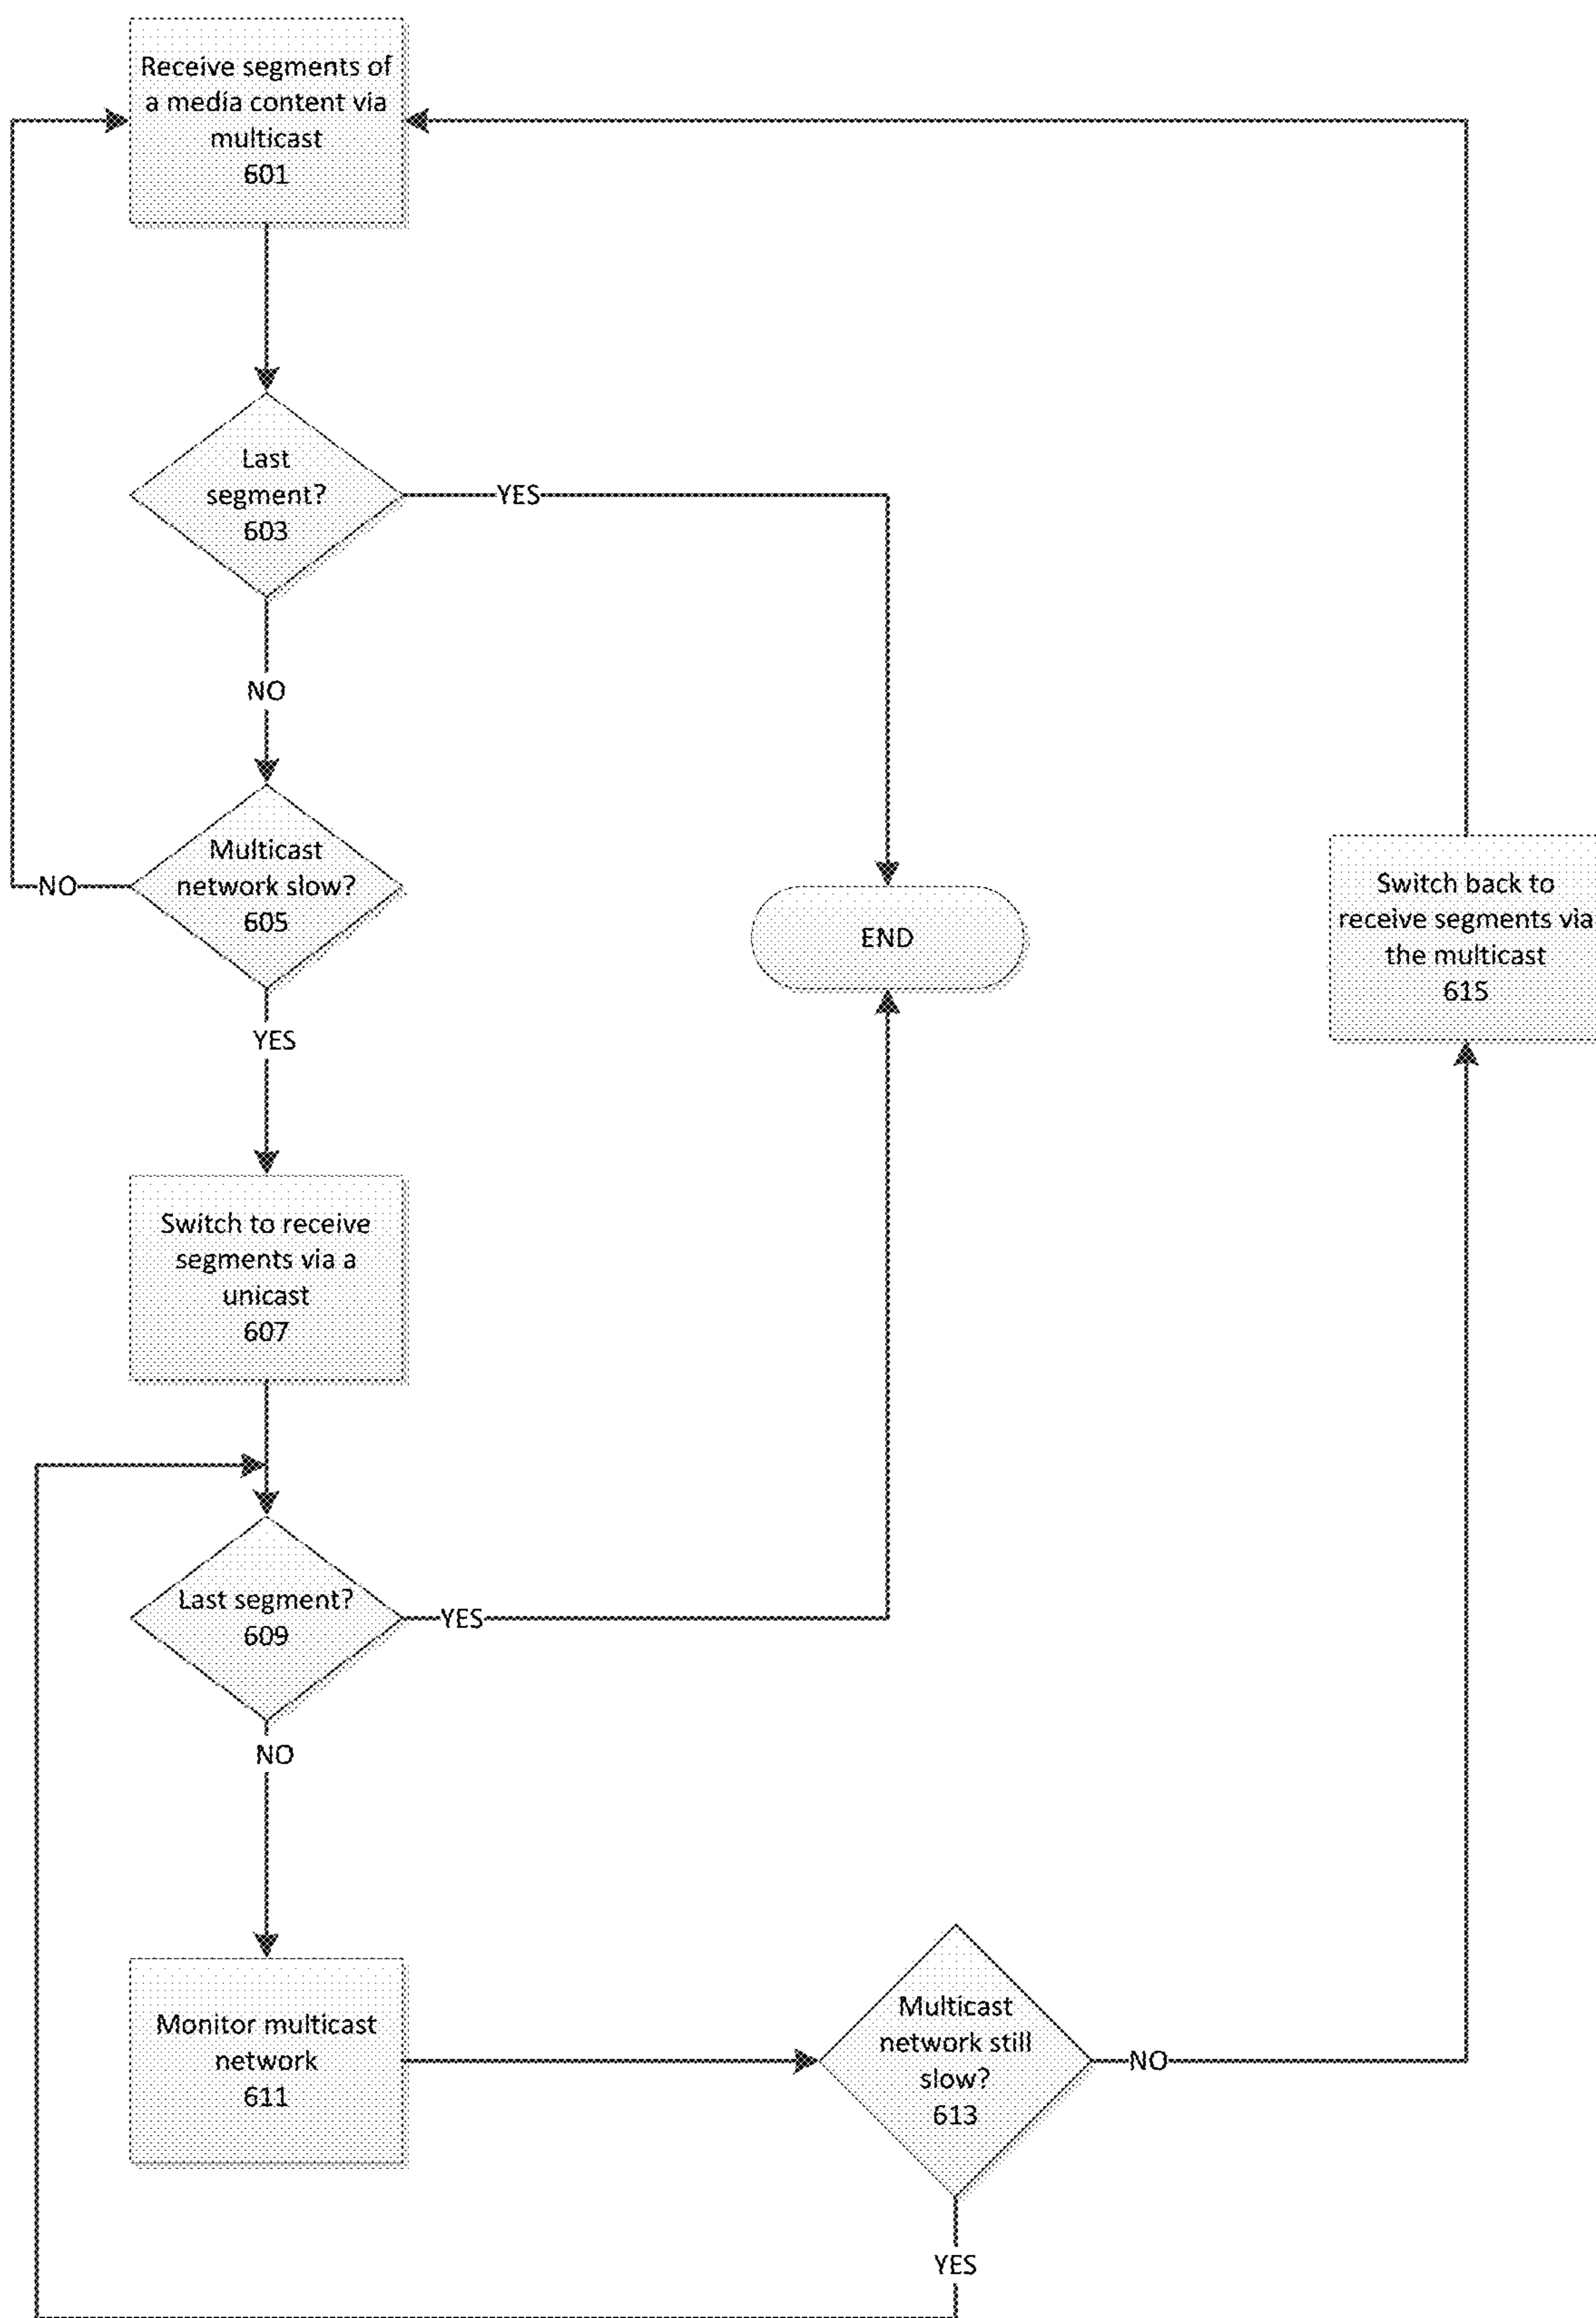 Receive segments of
a media content via
multicast
601
Last
segment?
603
YES
NO
Multicast
network slow?
605
NO
YES
END
Switch back to
receive segments via
the multicast
615
Switch to receive
segments via a
unicast
607
Last segment?
609
YES
NO
Monitor multicast
network
611
Multicast
network still
slow?
613
NO
YES